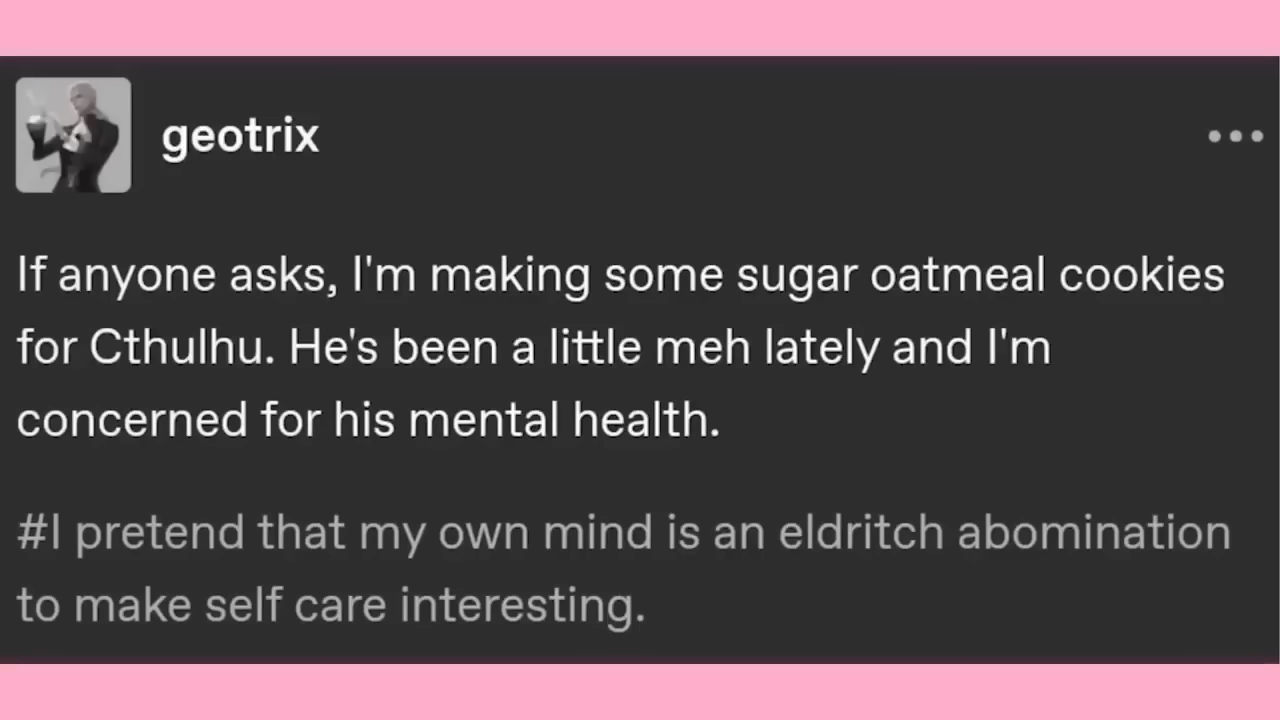 geotrix
If anyone asks, I'm making some sugar oatmeal cookies
for Cthulhu. He's been a little meh lately and I'm
concerned for his mental health.
#I pretend that my own mind is an eldritch abomination
to make self care interesting.